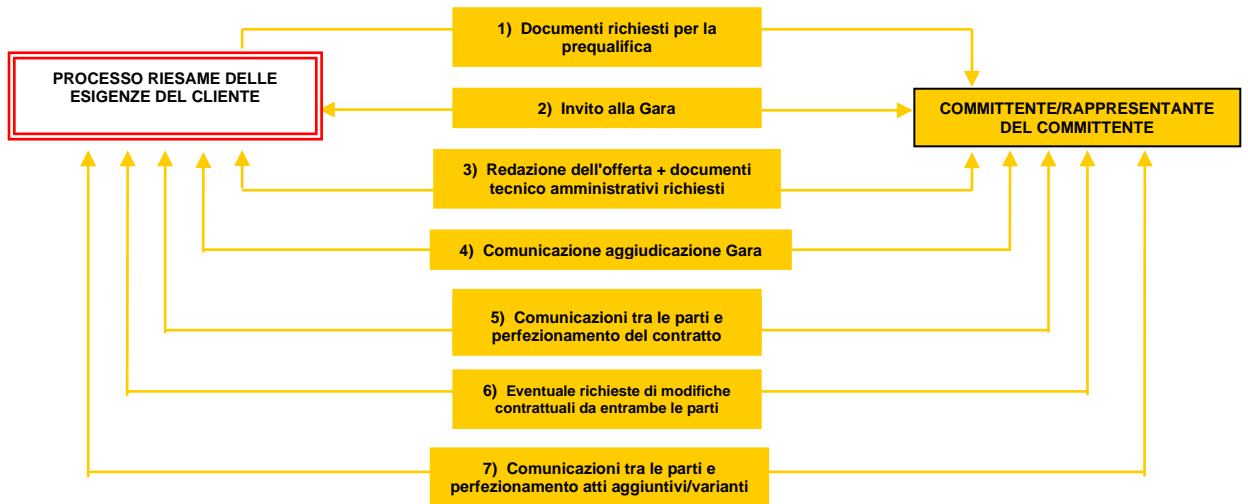 1) Documenti richiesti per la
prequalifica
PROCESSO RIESAME DELLE
ESIGENZE DEL CLIENTE
2) Invito alla Gara
COMMITTENTE/RAPPRESENTANTE
DEL COMMITTENTE
3) Redazione dell'offerta + documenti
tecnico amministrativi richiesti
4) Comunicazione aggiudicazione Gara
5) Comunicazioni tra le parti e
perfezionamento del contratto
6) Eventuale richieste di modifiche
contrattuali da entrambe le parti
7) Comunicazioni tra le parti e
perfezionamento atti aggiuntivi/varianti